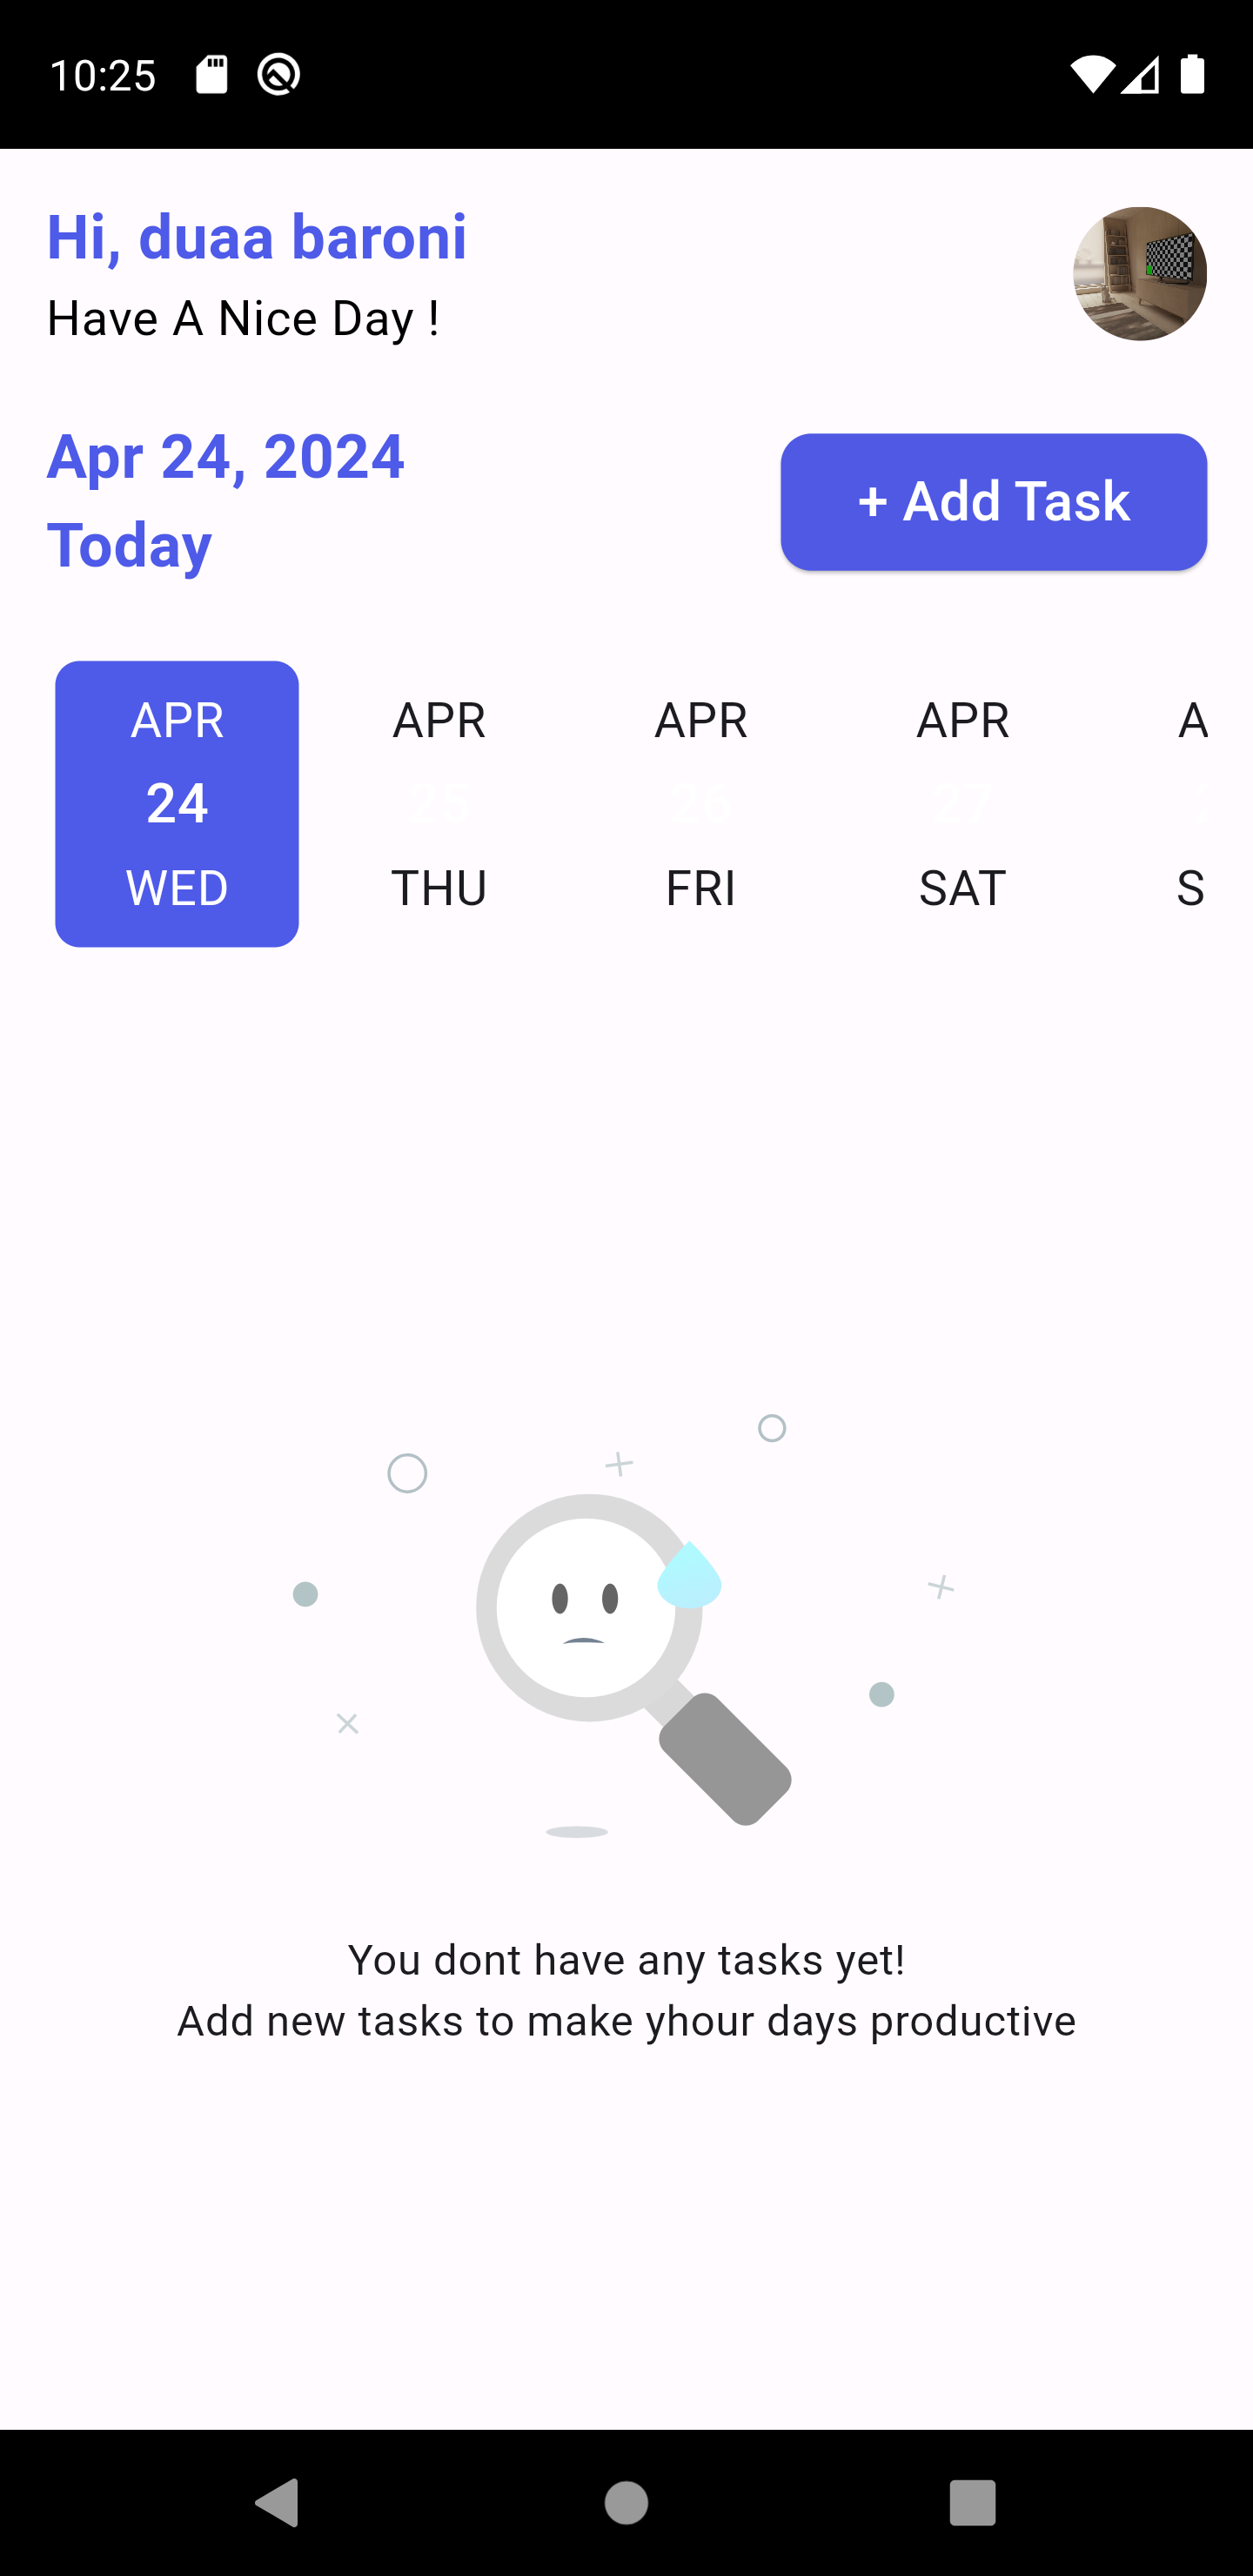 10:25
Hi, duaa baroni
Have A Nice Day !
Apr 24, 2024
Today
+ Add Task
APR APR APR APR A
24 25 26 27
WED THU FRI SAT S
You dont have any tasks yet!
Add new tasks to make yhour days productive